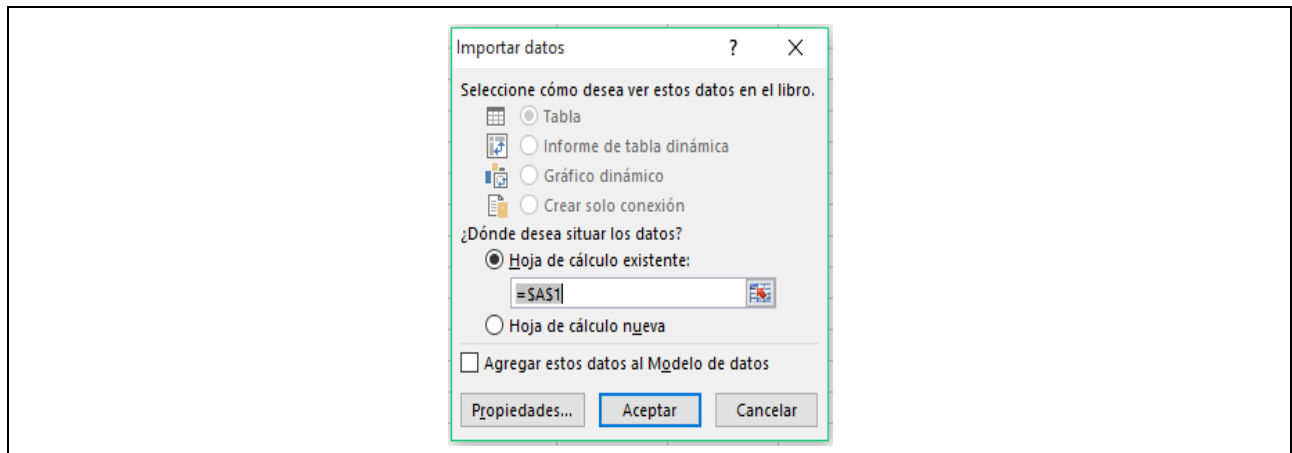 Importar datos ? X
Seleccione cómo desea ver estos datos en el libro.
Tabla
Informe de tabla dinámica
Gráfico dinámico
Crear solo conexión
¿Dónde desea situar los datos?
Hoja de cálculo existente:
=$A$1
Hoja de cálculo nueva
Agregar estos datos al Modelo de datos
Propiedades... Aceptar Cancelar